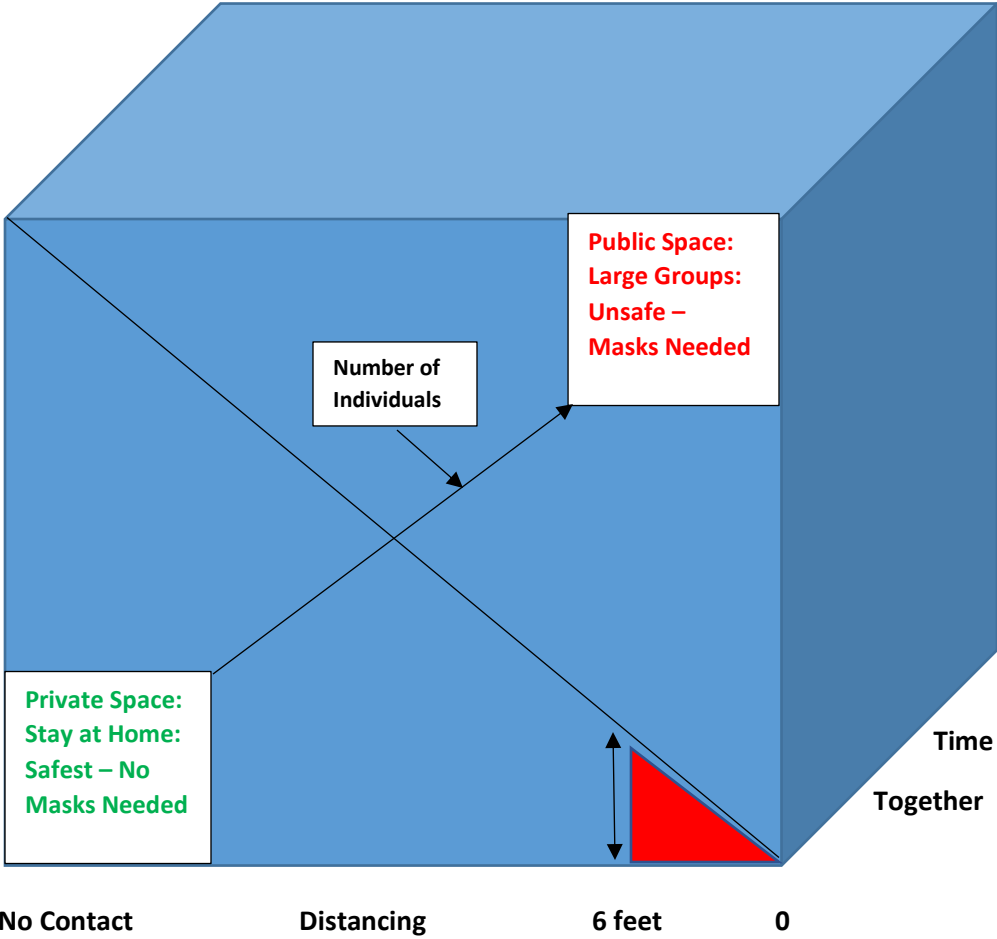 Public Space:
Large Groups:
Unsafe –
Masks Needed
Number of
Individuals
Private Space:
Stay at Home:
Safest – No
Masks Needed
Time
Together
No Contact
Distancing
6 feet
0